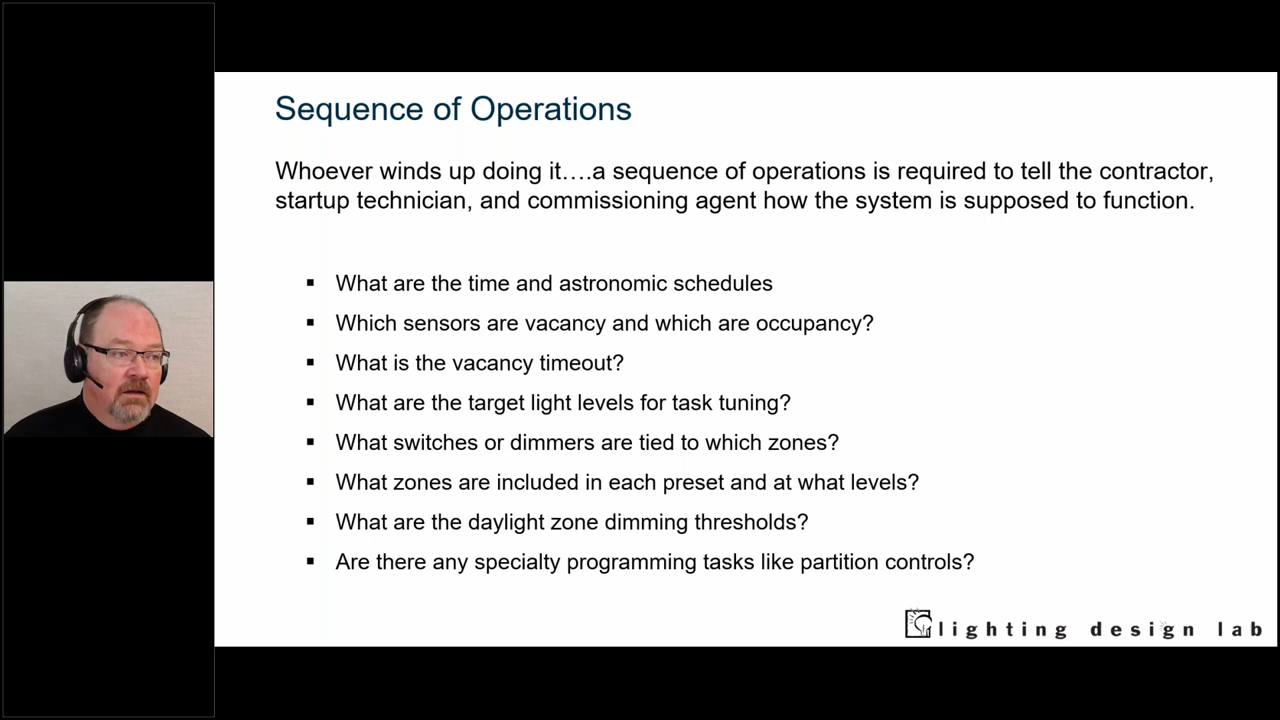 Sequence of Operations
Whoever winds up doing it….a sequence of operations is required to tell the contractor,
startup technician, and commissioning agent how the system is supposed to function.
What are the time and astronomic schedules
Which sensors are vacancy and which are occupancy?
What is the vacancy timeout?
What are the target light levels for task tuning?
What switches or dimmers are tied to which zones?
What zones are included in each preset and at what levels?
What are the daylight zone dimming thresholds?
Are there any specialty programming tasks like partition controls?
lighting design lab